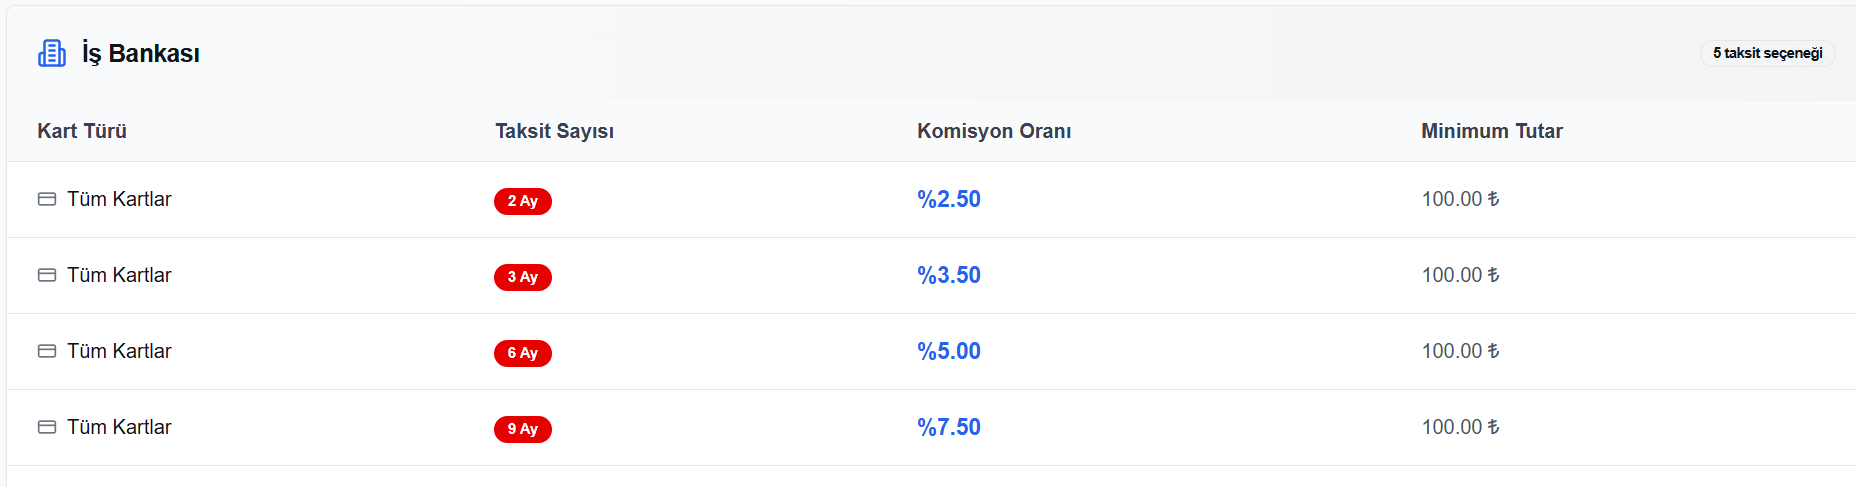 İş Bankası
5 taksit seçeneği
Kart Türü Taksit Sayısı Komisyon Oranı Minimum Tutar
Tüm Kartlar 2 Ay %2.50 100.00 ₺
Tüm Kartlar 3 Ay %3.50 100.00 ₺
Tüm Kartlar 6 Ay %5.00 100.00 ₺
Tüm Kartlar 9 Ay %7.50 100.00 ₺